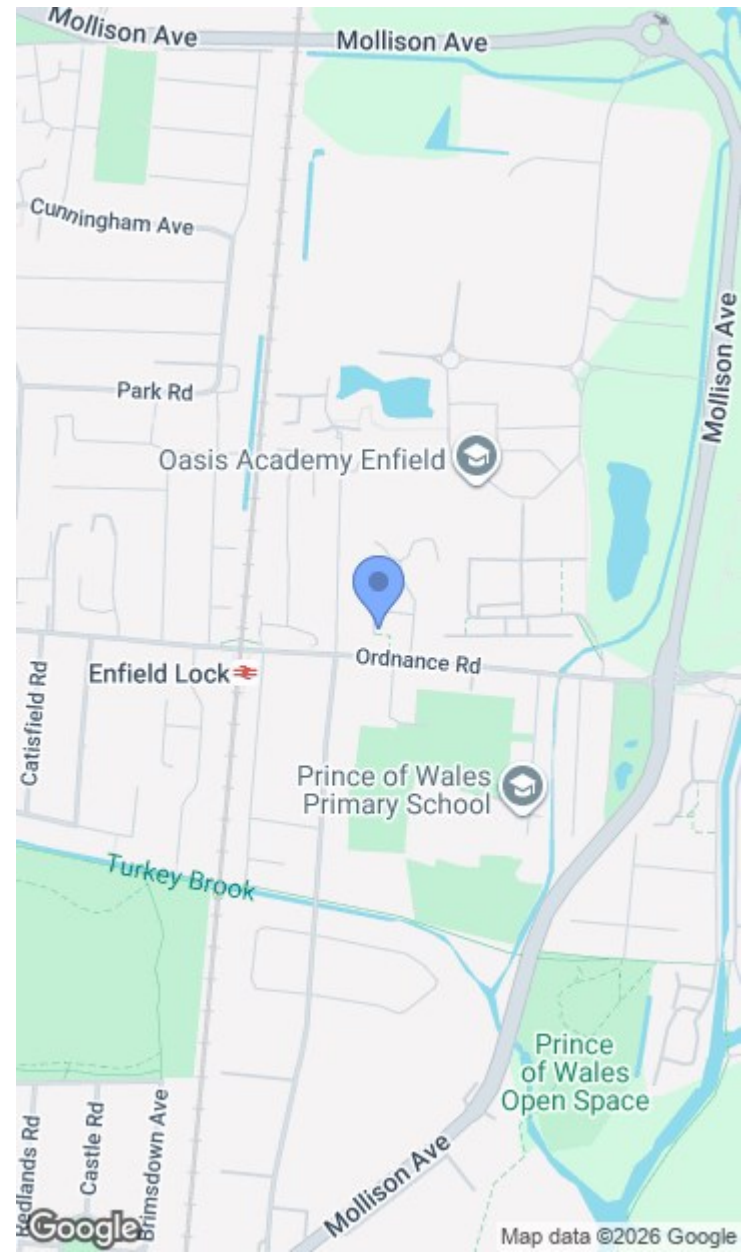 Mollison Ave
Mollison Ave
Cunningham Ave
Mollison Ave
Park Rd
Oasis Academy Enfield
Ordnance Rd
Enfield Lock
Catisfield Rd
Prince of Wales
Primary School
Turkey Brook
Prince
of Wales
Open Space
Redlands Rd
Castle Rd
Brimsdown Ave
Mollison Ave
Google
Map data ©2026 Google